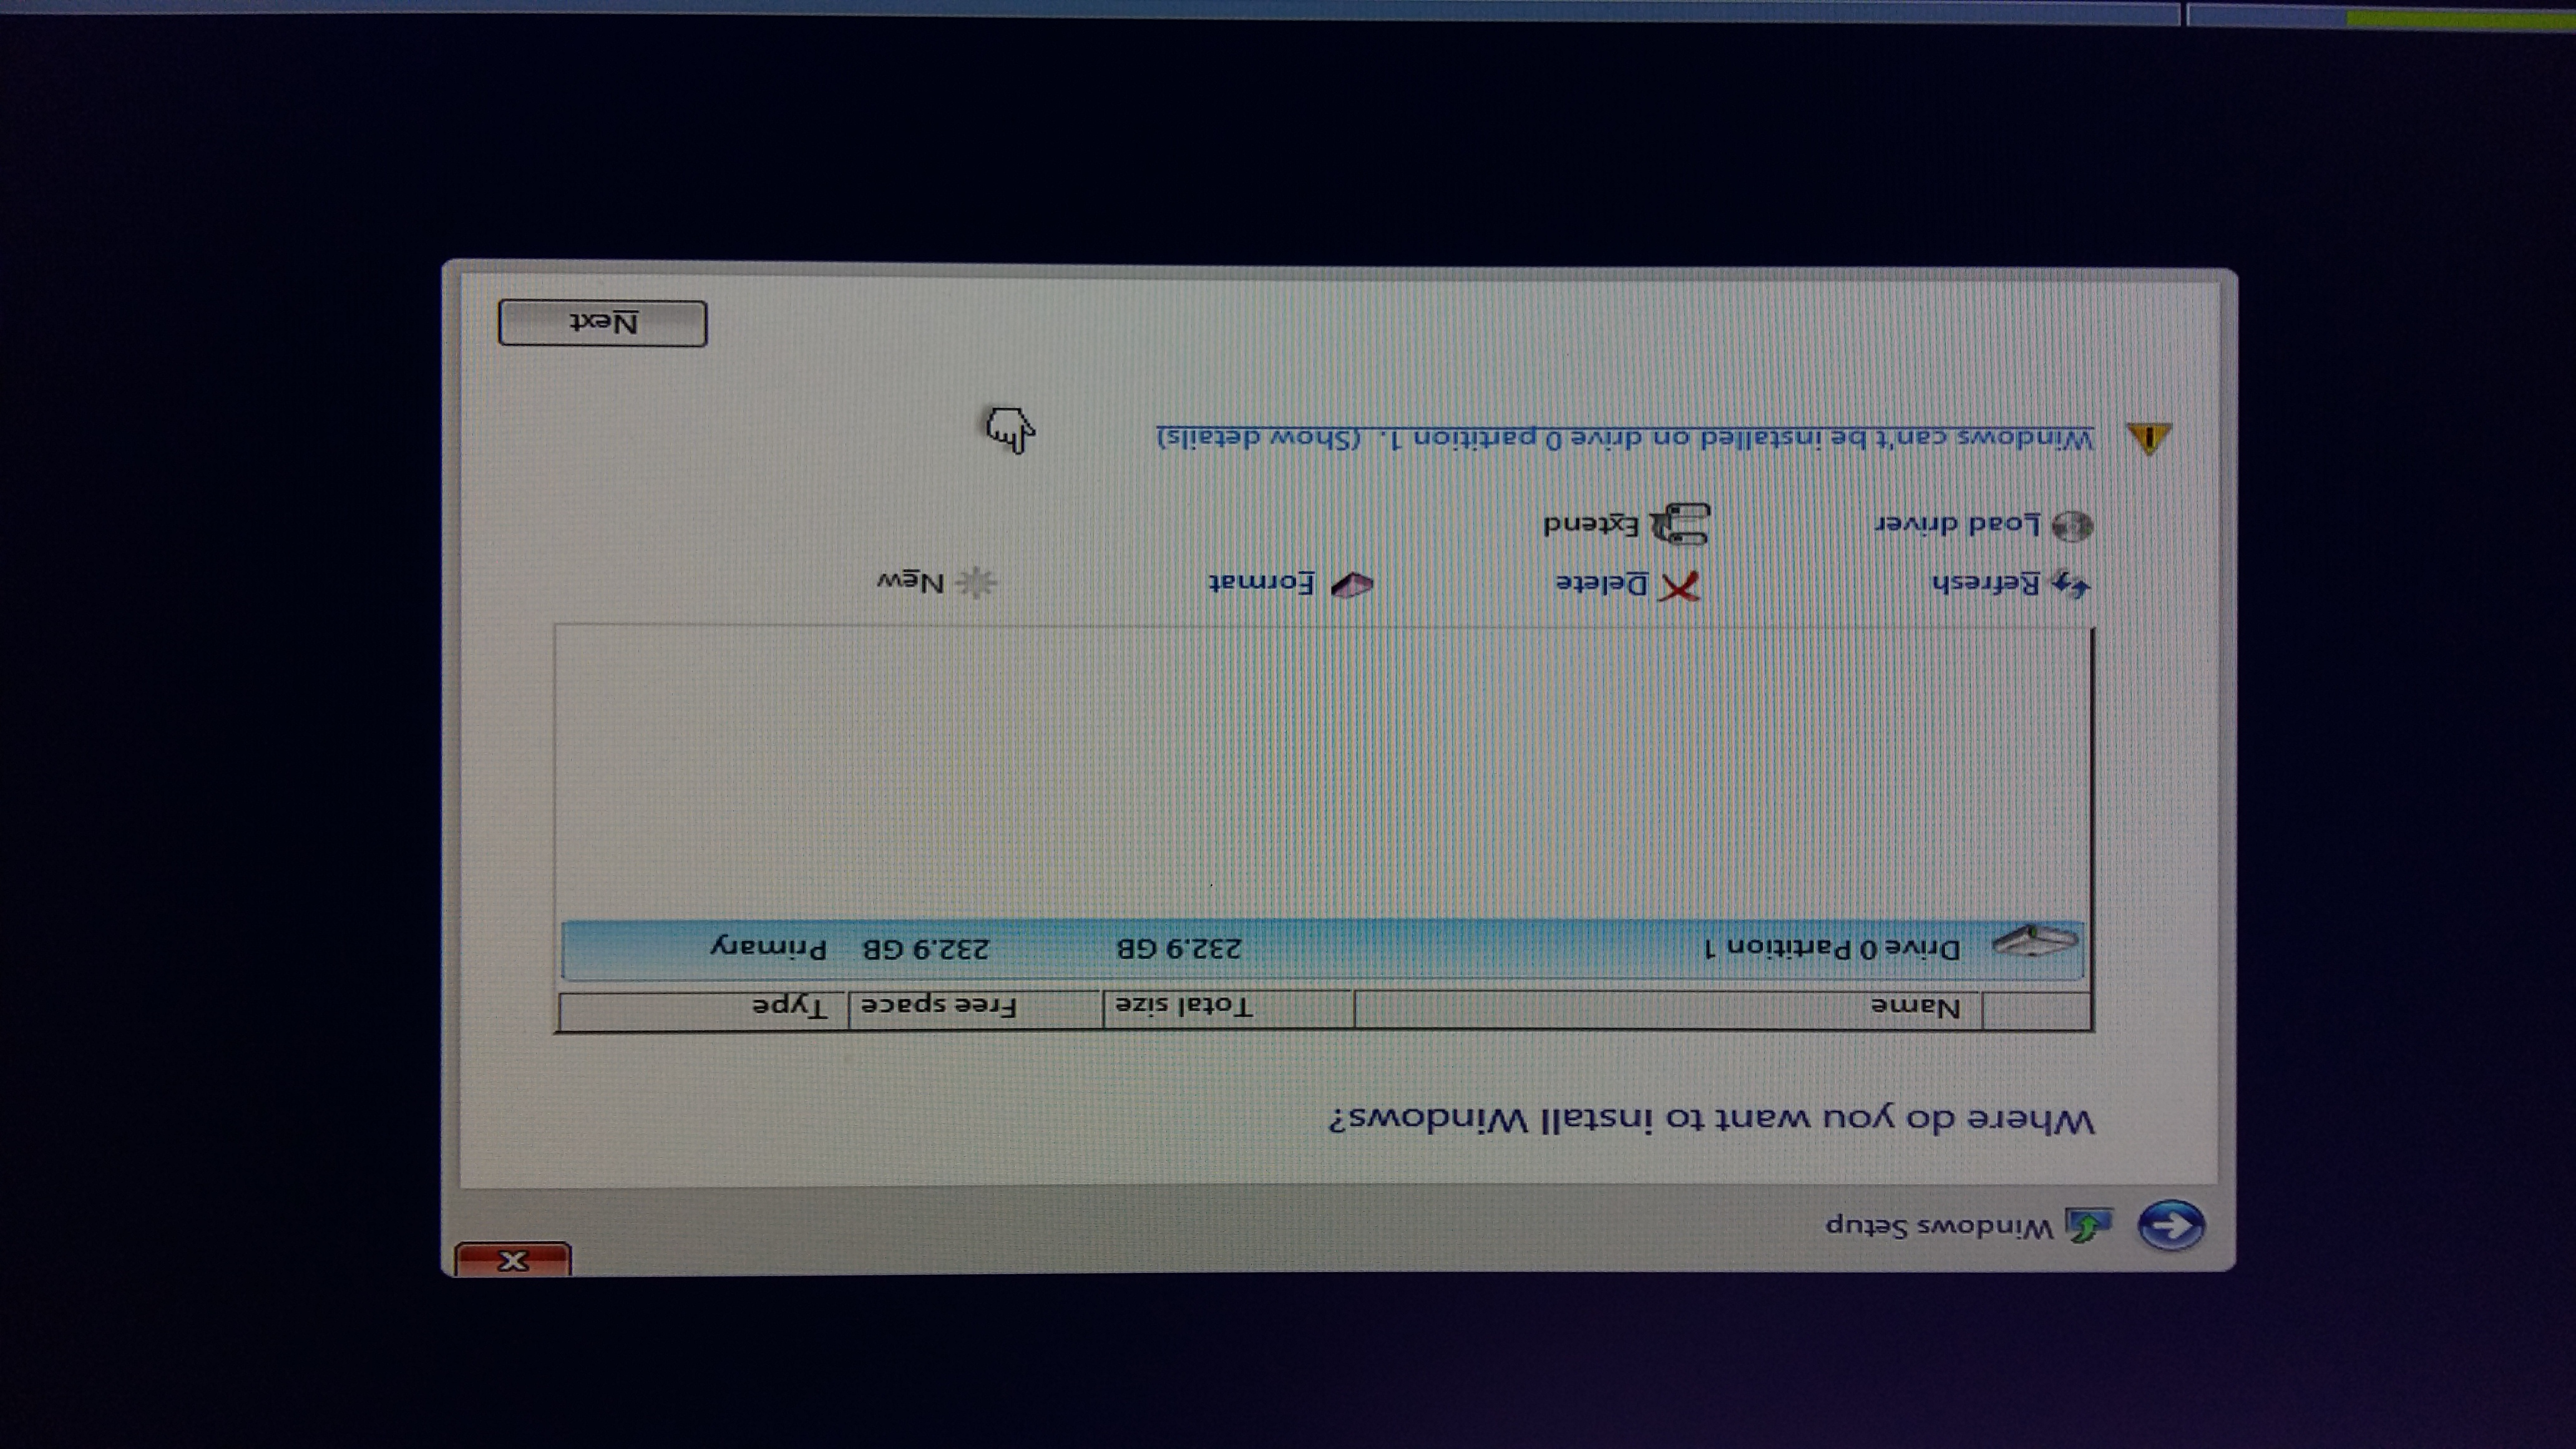 Windows Setup
Where do you want to install Windows?
Name Total size Free space Type
Drive 0 Partition 1 232.9 GB 232.9 GB Primary
Refresh Delete Format New
Load driver Extend
Windows can't be installed on drive 0 partition 1. (Show details)
Next